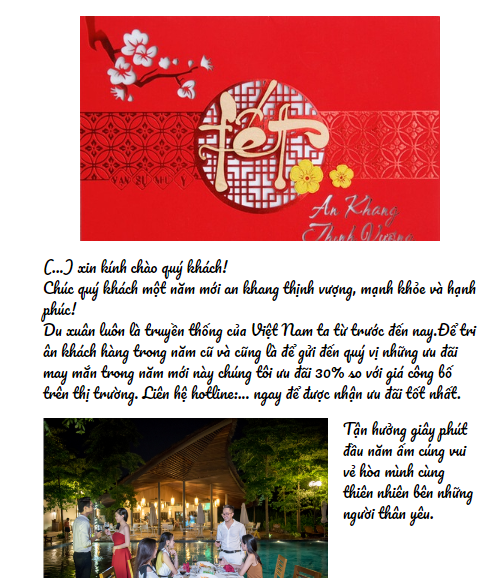 tết
VẠN SỰ NHƯ Ý
An Khang
Thịnh Vượng
(...) xin kính chào quý khách!
Chúc quý khách một năm mới an khang thịnh vượng, mạnh khỏe và hạnh
phúc!
Du xuân luôn là truyền thống của Việt Nam ta từ trước đến nay.Để tri
ân khách hàng trong năm cũ và cũng là để gửi đến quý vị những ưu đãi
may mắn trong năm mới này chúng tôi ưu đãi 30% so với giá công bố
trên thị trường. Liên hệ hotline:... ngay để được nhận ưu đãi tốt nhất.
Tận hưởng giây phút
đầu năm ấm cúng vui
vẻ hòa mình cùng
thiên nhiên bên những
người thân yêu.